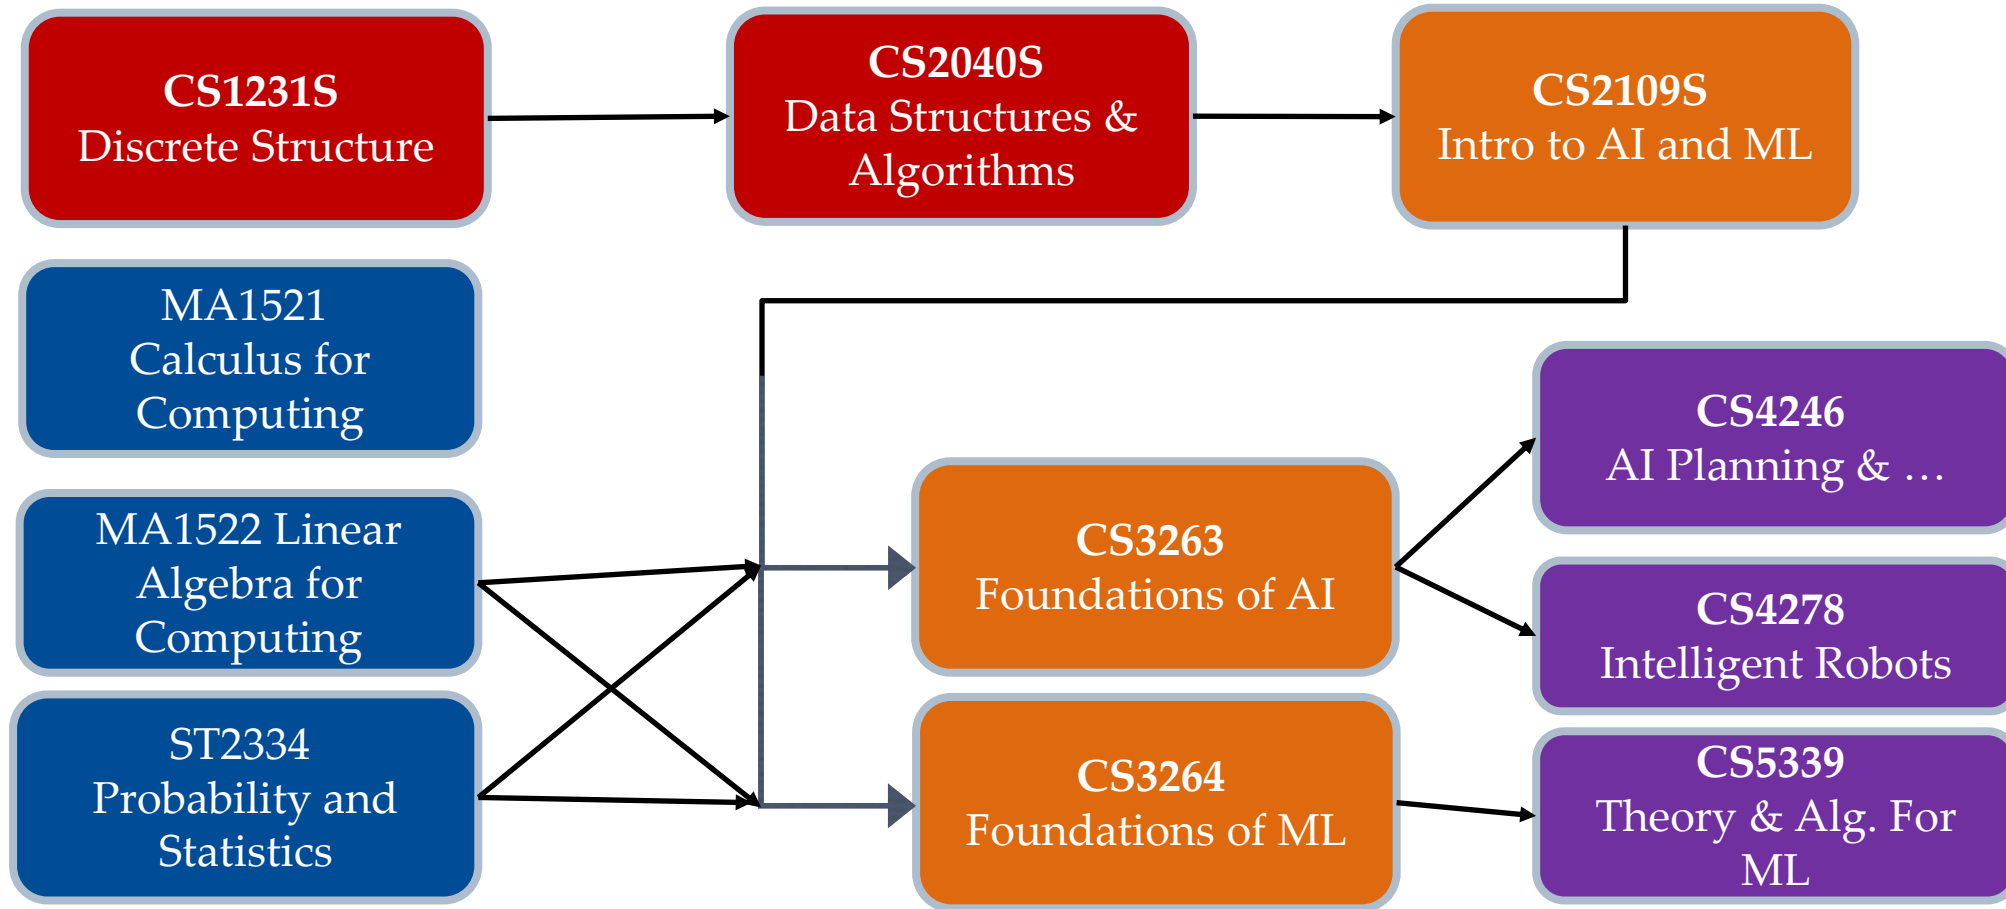 CS1231S
Discrete Structure
CS2040S
Data Structures &
Algorithms
CS2109S
Intro to AI and ML
MA1521
Calculus for
Computing
MA1522 Linear
Algebra for
Computing
ST2334
Probability and
Statistics
CS3263
Foundations of AI
CS3264
Foundations of ML
CS4246
AI Planning & …
CS4278
Intelligent Robots
CS5339
Theory & Alg. For
ML